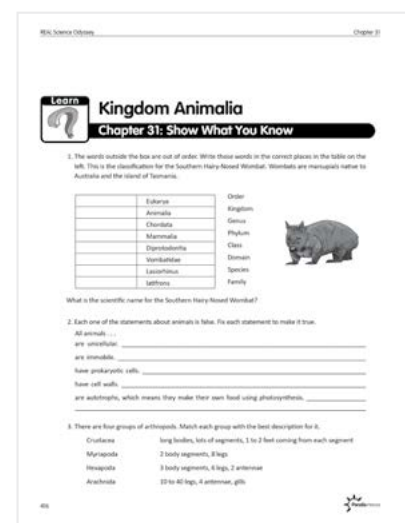 REAL Science Odyssey
Chapter 31
Learn
Kingdom Animalia
Chapter 31: Show What You Know
1. The words outside the box are out of order. Write these words in the correct places in the table on the
left. This is the classification for the Southern Hairy-Nosed Wombat. Wombats are marsupials native to
Australia and the island of Tasmania.
Eukarya
Animalia
Chordata
Mammalia
Diprotodontia
Vombatidae
Lasiorhinus
latifrons
Order
Kingdom
Genus
Phylum
Class
Domain
Species
Family
What is the scientific name for the Southern Hairy-Nosed Wombat?
2. Each one of the statements about animals is false. Fix each statement to make it true.
All animals . . .
are unicellular.
are immobile.
have prokaryotic cells.
have cell walls.
are autotrophs, which means they make their own food using photosynthesis.
3. There are four groups of arthropods. Match each group with the best description for it.
Crustacea long bodies, lots of segments, 1 to 2 feet coming from each segment
Myriapoda 2 body segments, 8 legs
Hexapoda 3 body segments, 6 legs, 2 antennae
Arachnida 10 to 40 legs, 4 antennae, gills